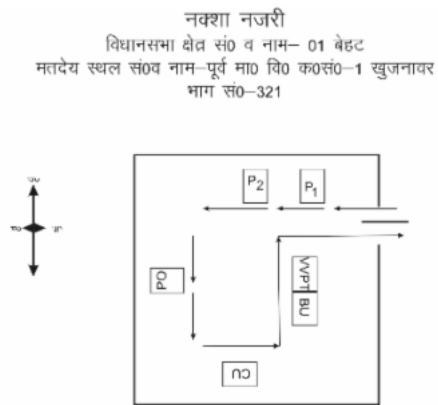 नक्शा नजरी
विधानसभा क्षेत्र सं0 व नाम– 01 बेहट
मतदेय स्थल सं0व नाम–पूर्व मा0 वि0 क0सं0–1 खुजनावर
भाग सं0–321
P2 P1
PO
VVPT BU
CU